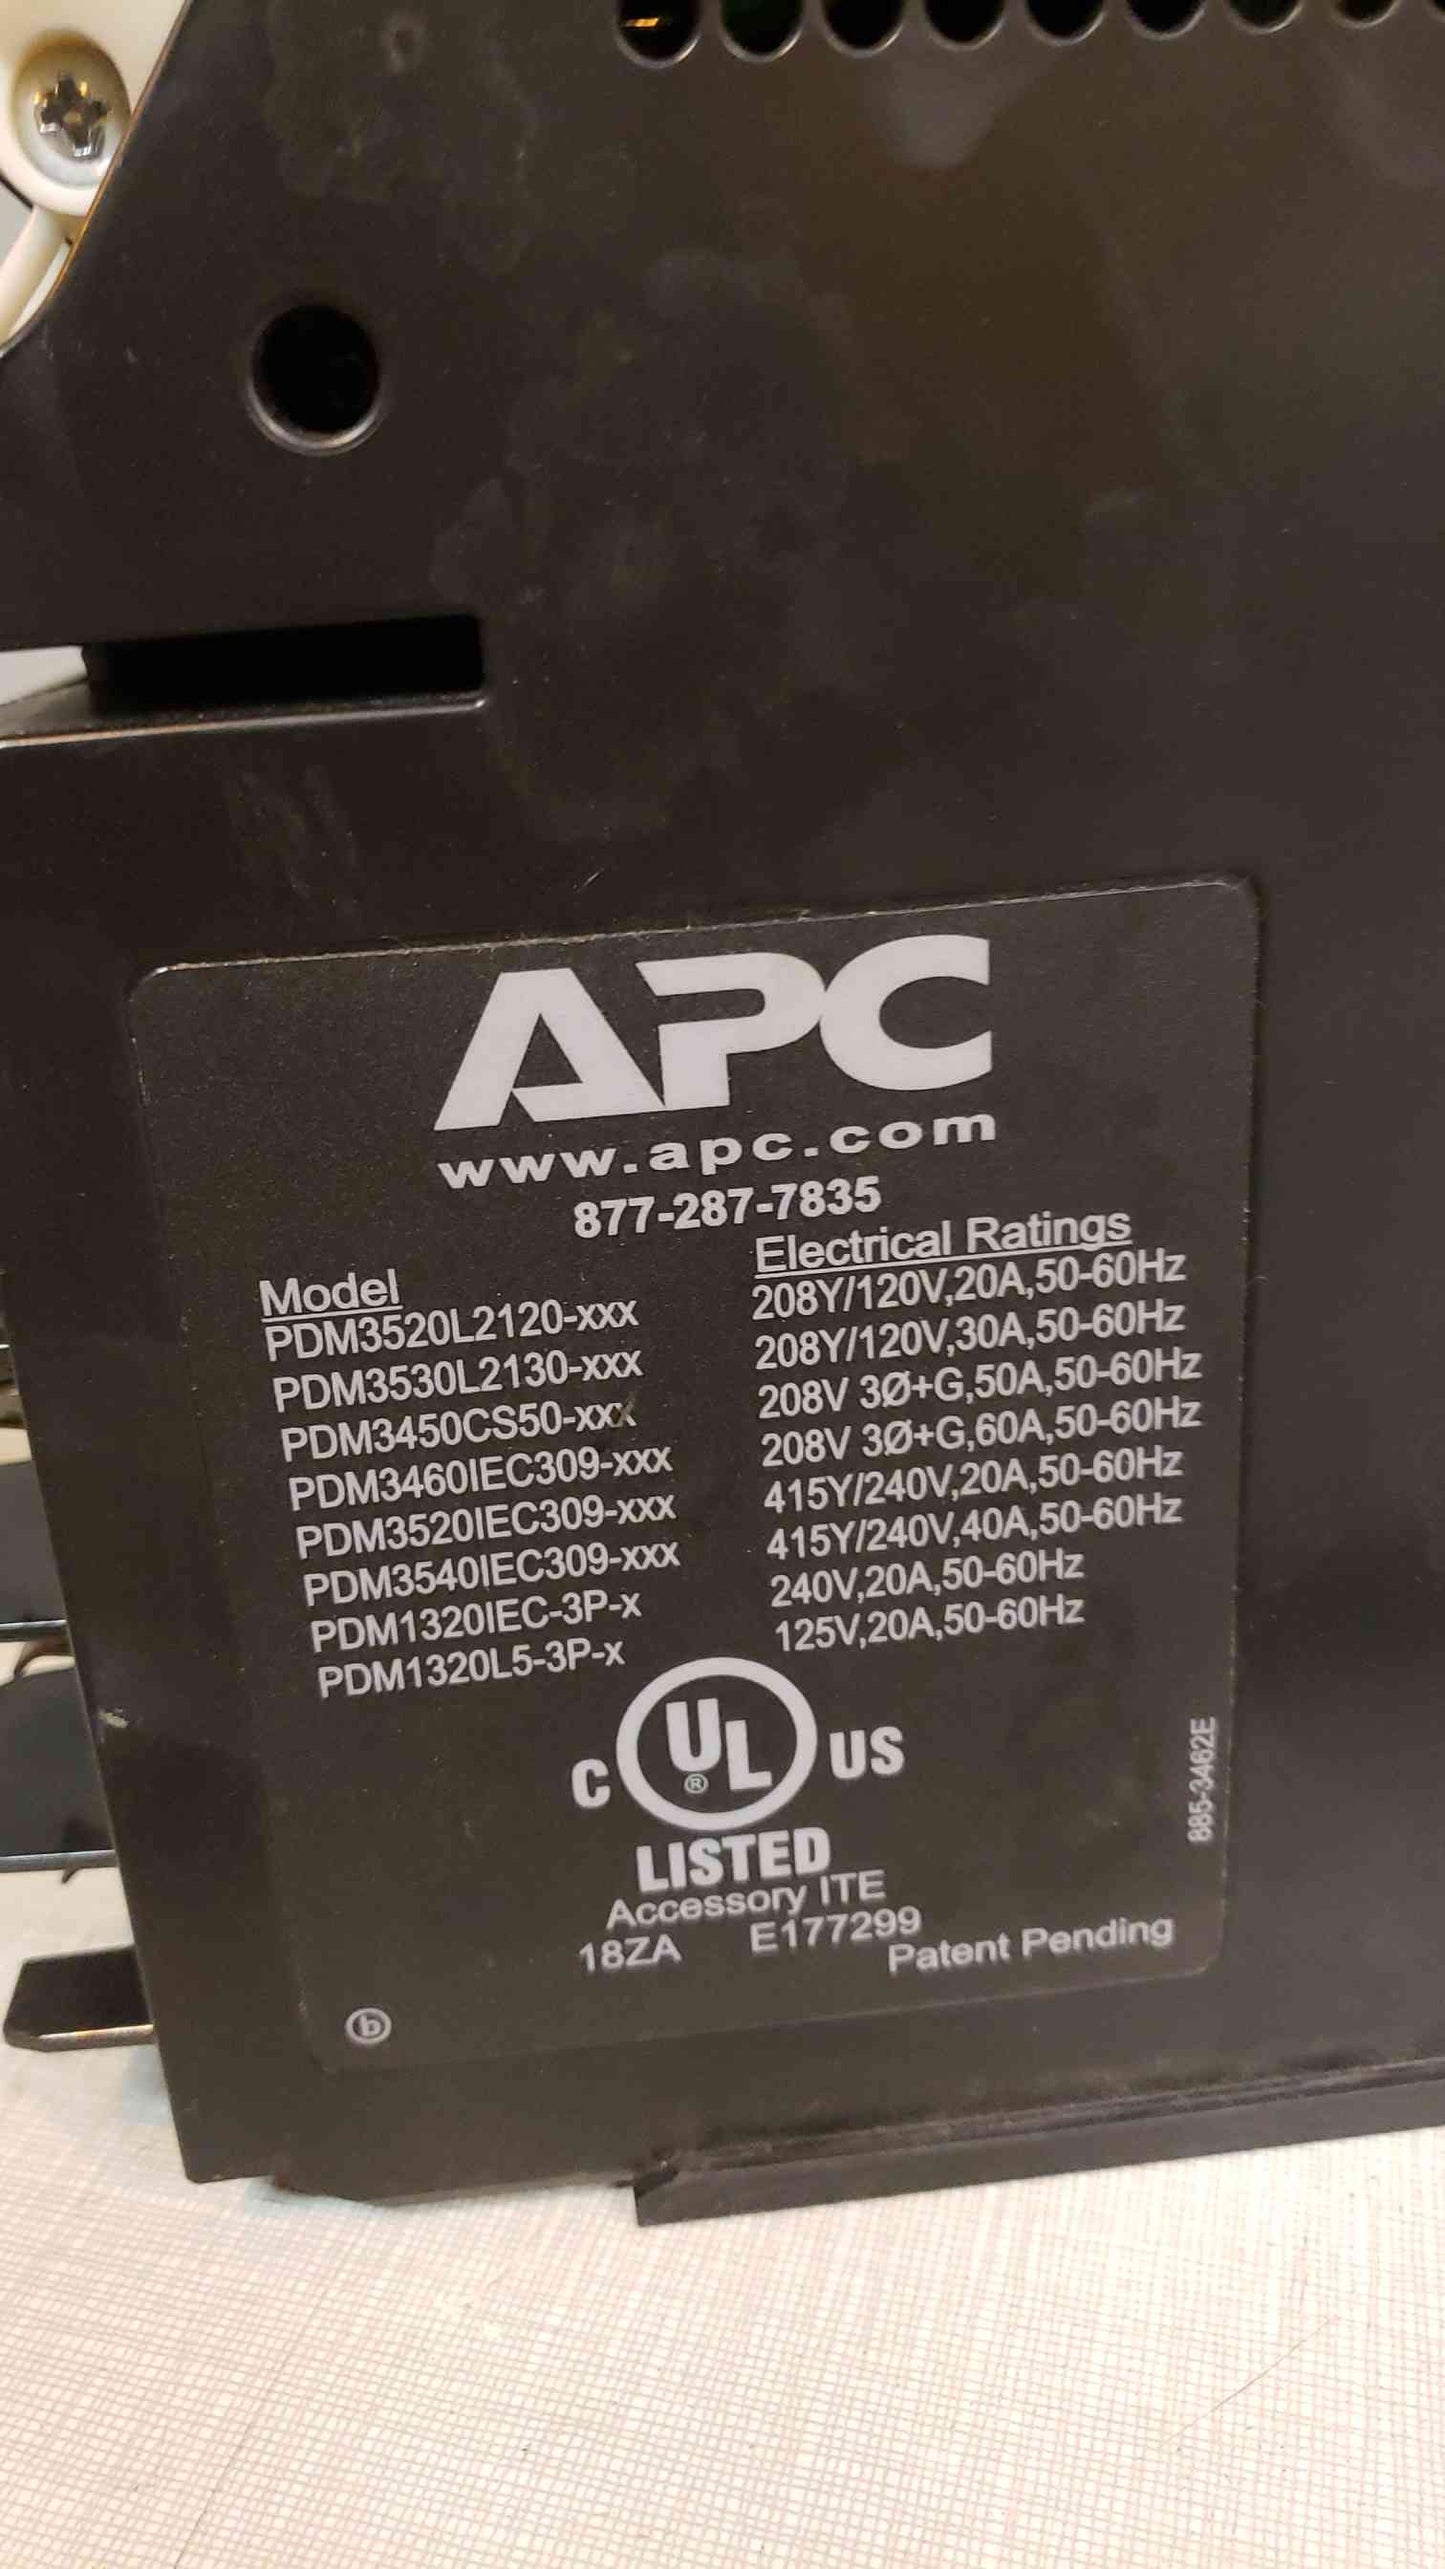 APC
www.apc.com
877-287-7835
Model Electrical Ratings
PDM3520L2120-xxx 208Y/120V,20A,50-60Hz
PDM3530L2130-xxx 208Y/120V,30A,50-60Hz
PDM3450CS50-xxx 208V 3Ø+G,50A,50-60Hz
PDM3460IEC309-xxx 208V 3Ø+G,60A,50-60Hz
PDM3520IEC309-xxx 415Y/240V,20A,50-60Hz
PDM3540IEC309-xxx 415Y/240V,40A,50-60Hz
PDM1320IEC-3P-x 240V,20A,50-60Hz
PDM1320L5-3P-x 125V,20A,50-60Hz
C UL ® US
LISTED
Accessory ITE
18ZA E177299
Patent Pending
885-3462E
b